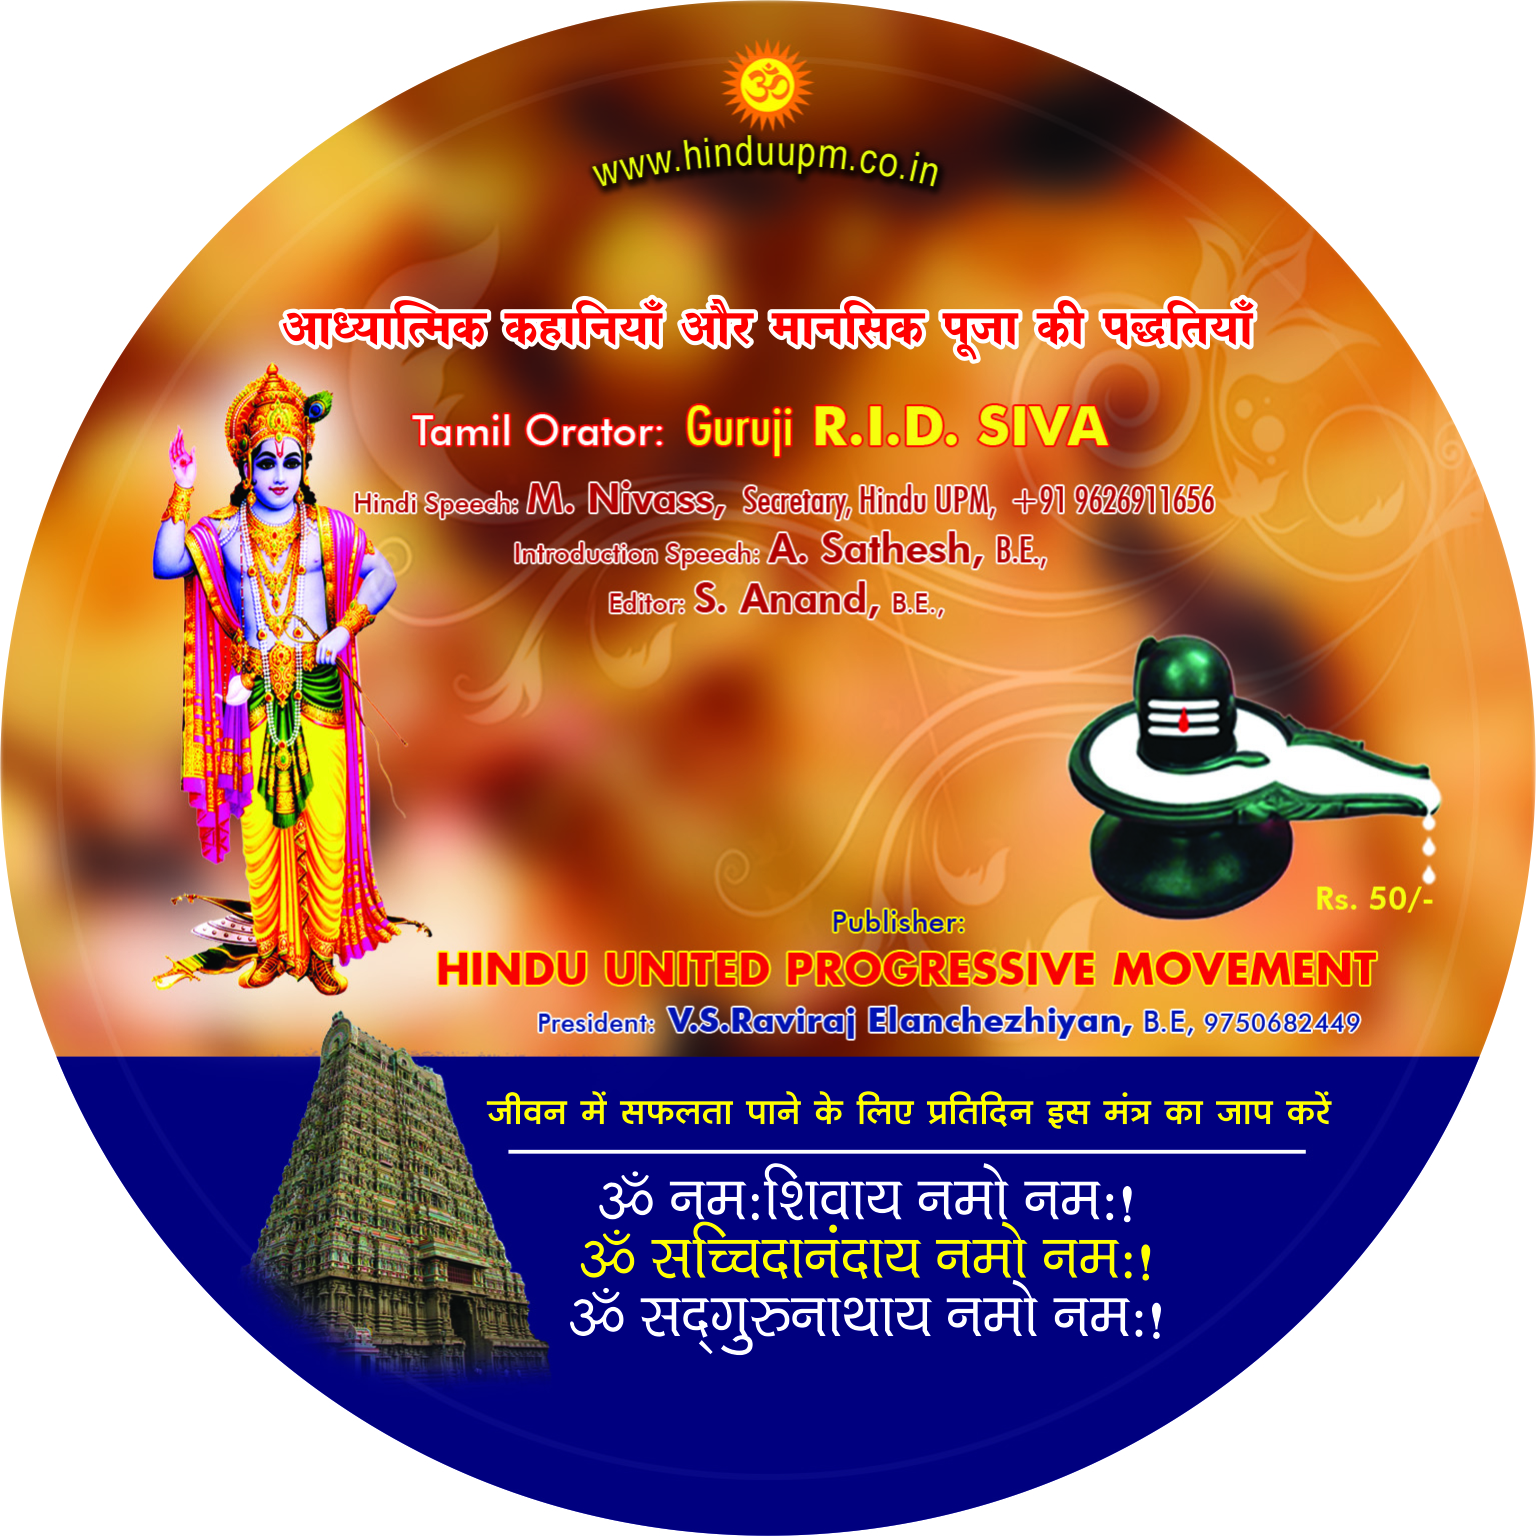 ॐ
www.hinduupm.co.in
आध्यात्मिक कहानियाँ और मानसिक पूजा की पद्धतियाँ
Tamil Orator: Guruji R.I.D. SIVA
Hindi Speech: M. Nivass, Secretary, Hindu UPM, +91 9626911656
Introduction Speech: A. Sathesh, B.E.,
Editor: S. Anand, B.E.,
Rs. 50/-
Publisher:
HINDU UNITED PROGRESSIVE MOVEMENT
President: V.S.Raviraj Elanchezhiyan, B.E, 9750682449
जीवन में सफलता पाने के लिए प्रतिदिन इस मंत्र का जाप करें
ॐ नमः शिवाय नमो नमः!
ॐ सच्चिदानंदाय नमो नमः!
ॐ सद्‌गुरुनाथाय नमो नमः!